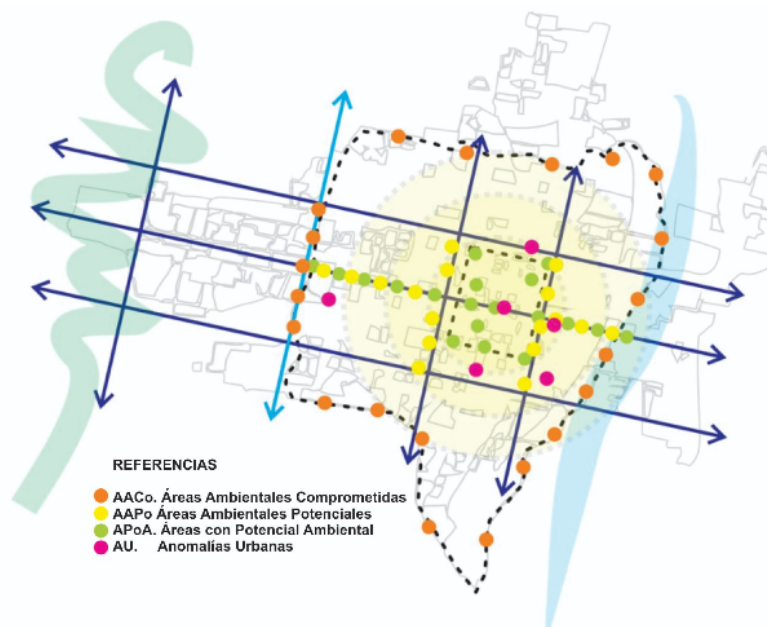 REFERENCIAS
AACo. Áreas Ambientales Comprometidas
AAPo Áreas Ambientales Potenciales
APoA. Áreas con Potencial Ambiental
AU. Anomalías Urbanas